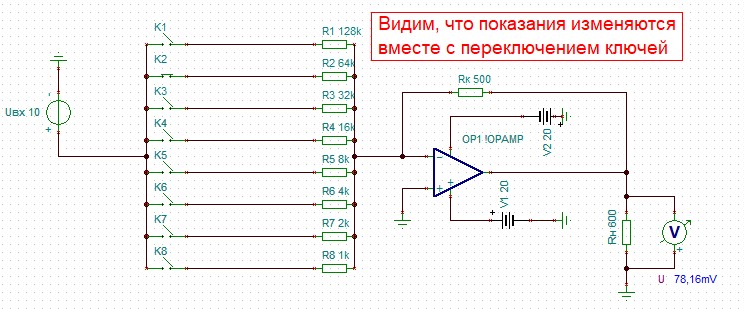 Видим, что показания изменяются
вместе с переключением ключей
K1
R1 128k
K2
R2 64k
K3
R3 32k
K4
R4 16k
K5
R5 8k
K6
R6 4k
K7
R7 2k
K8
R8 1k
-
Uвх 10
+
Rк 500
OP1 !OPAMP
V2 20
+
-
+
+
+
V1 20
+
Rн 600
V
+
U 78,16mV